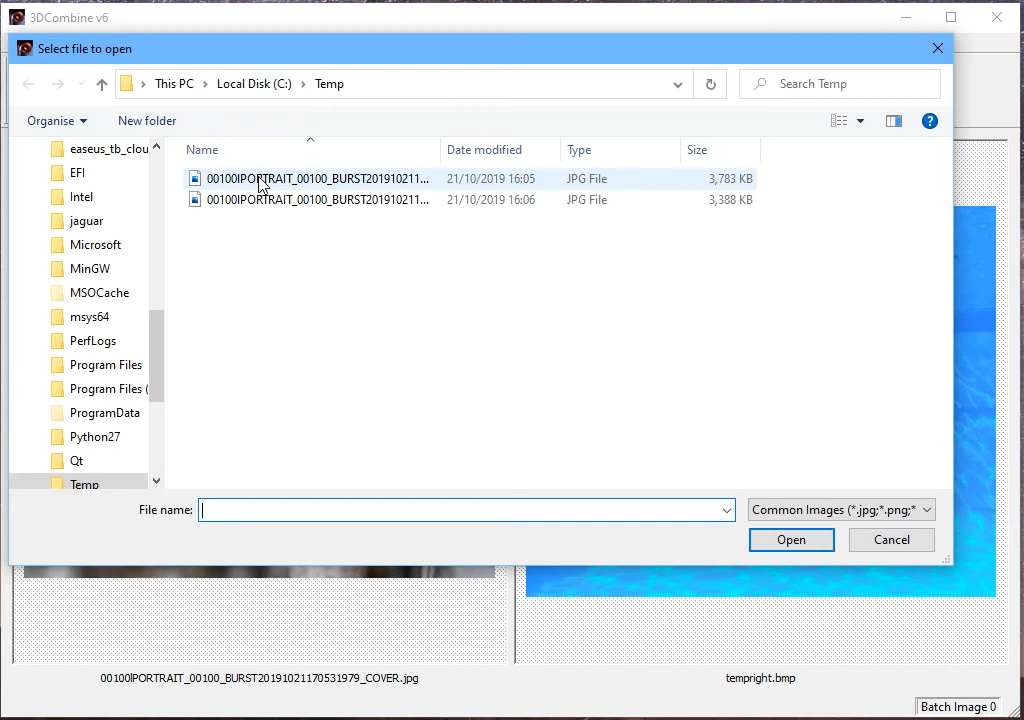 3DCombine v6
Select file to open
This PC > Local Disk (C:) > Temp
Search Temp
Organise
New folder
?
Name Date modified Type Size
easeus_tb_clou
EFI
Intel
jaguar
Microsoft
MinGW
MSOCache
msys64
PerfLogs
Program Files
Program Files (
ProgramData
Python27
Qt
Temp
00100lPORTRAIT_00100_BURST201910211... 21/10/2019 16:05 JPG File 3,783 KB
00100lPORTRAIT_00100_BURST201910211... 21/10/2019 16:06 JPG File 3,388 KB
File name:
Common Images (*.jpg;*.png;*
Open
Cancel
00100lPORTRAIT_00100_BURST20191021170531979_COVER.jpg
tempright.bmp
Batch Image 0